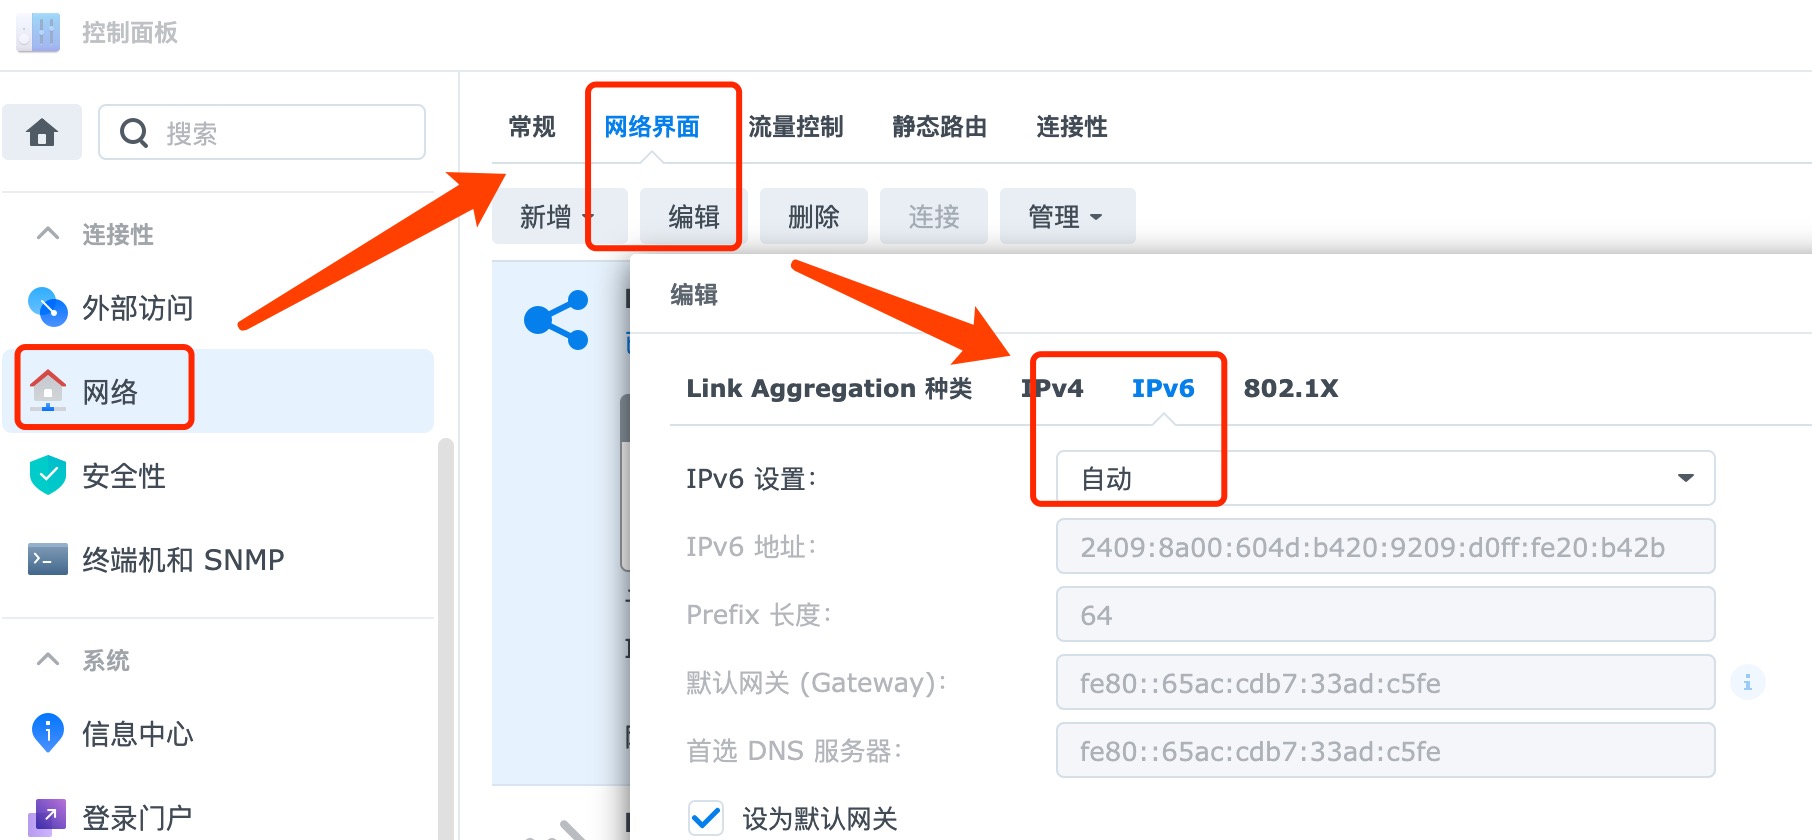 控制面板
搜索
连接性
外部访问
网络
安全性
终端机和 SNMP
系统
信息中心
登录门户
常规 网络界面 流量控制 静态路由 连接性
新增 编辑 删除 连接 管理
编辑
Link Aggregation 种类 IPv4 IPv6 802.1X
IPv6 设置: 自动
IPv6 地址: 2409:8a00:604d:b420:9209:d0ff:fe20:b42b
Prefix 长度: 64
默认网关 (Gateway): fe80::65ac:cdb7:33ad:c5fe
首选 DNS 服务器: fe80::65ac:cdb7:33ad:c5fe
设为默认网关